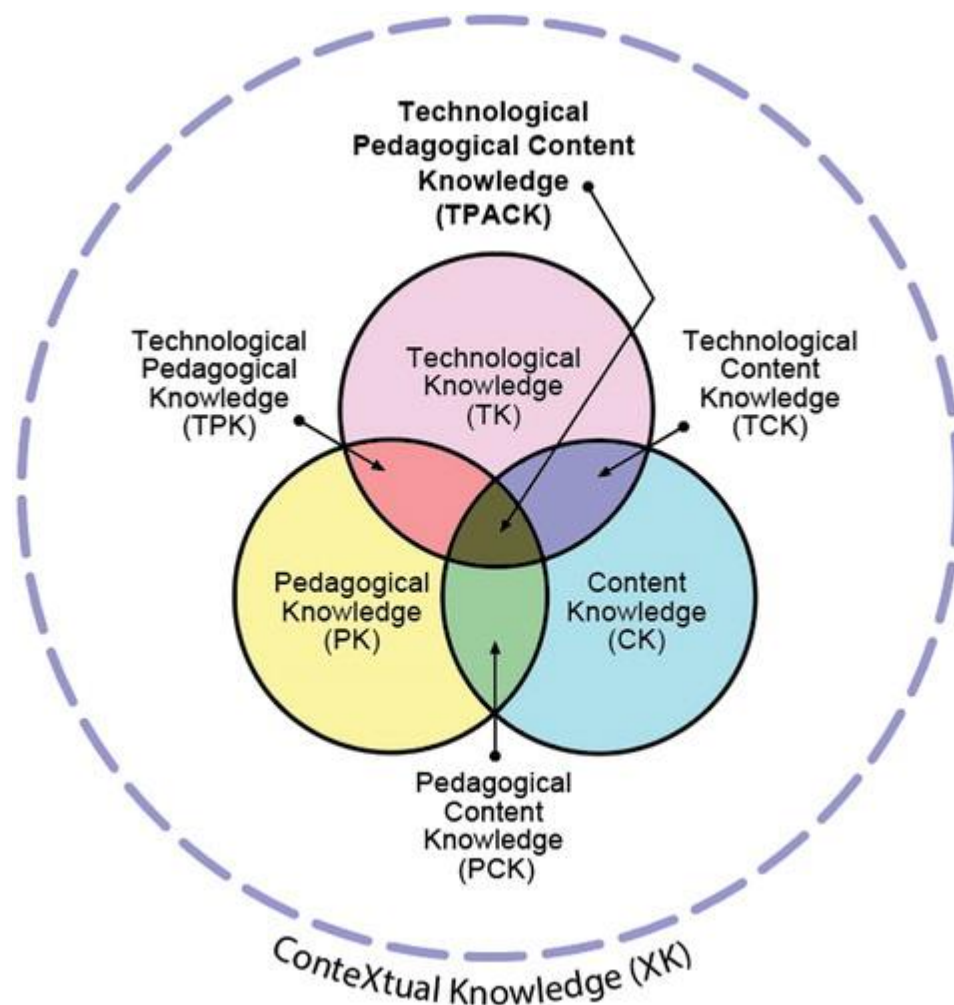 Technological
Pedagogical Content
Knowledge
(TPACK)
Technological
Pedagogical
Knowledge
(TPK)
Technological
Knowledge
(TK)
Technological
Content
Knowledge
(TCK)
Pedagogical
Knowledge
(PK)
Content
Knowledge
(CK)
Pedagogical
Content
Knowledge
(PCK)
ConteXtual Knowledge (XK)